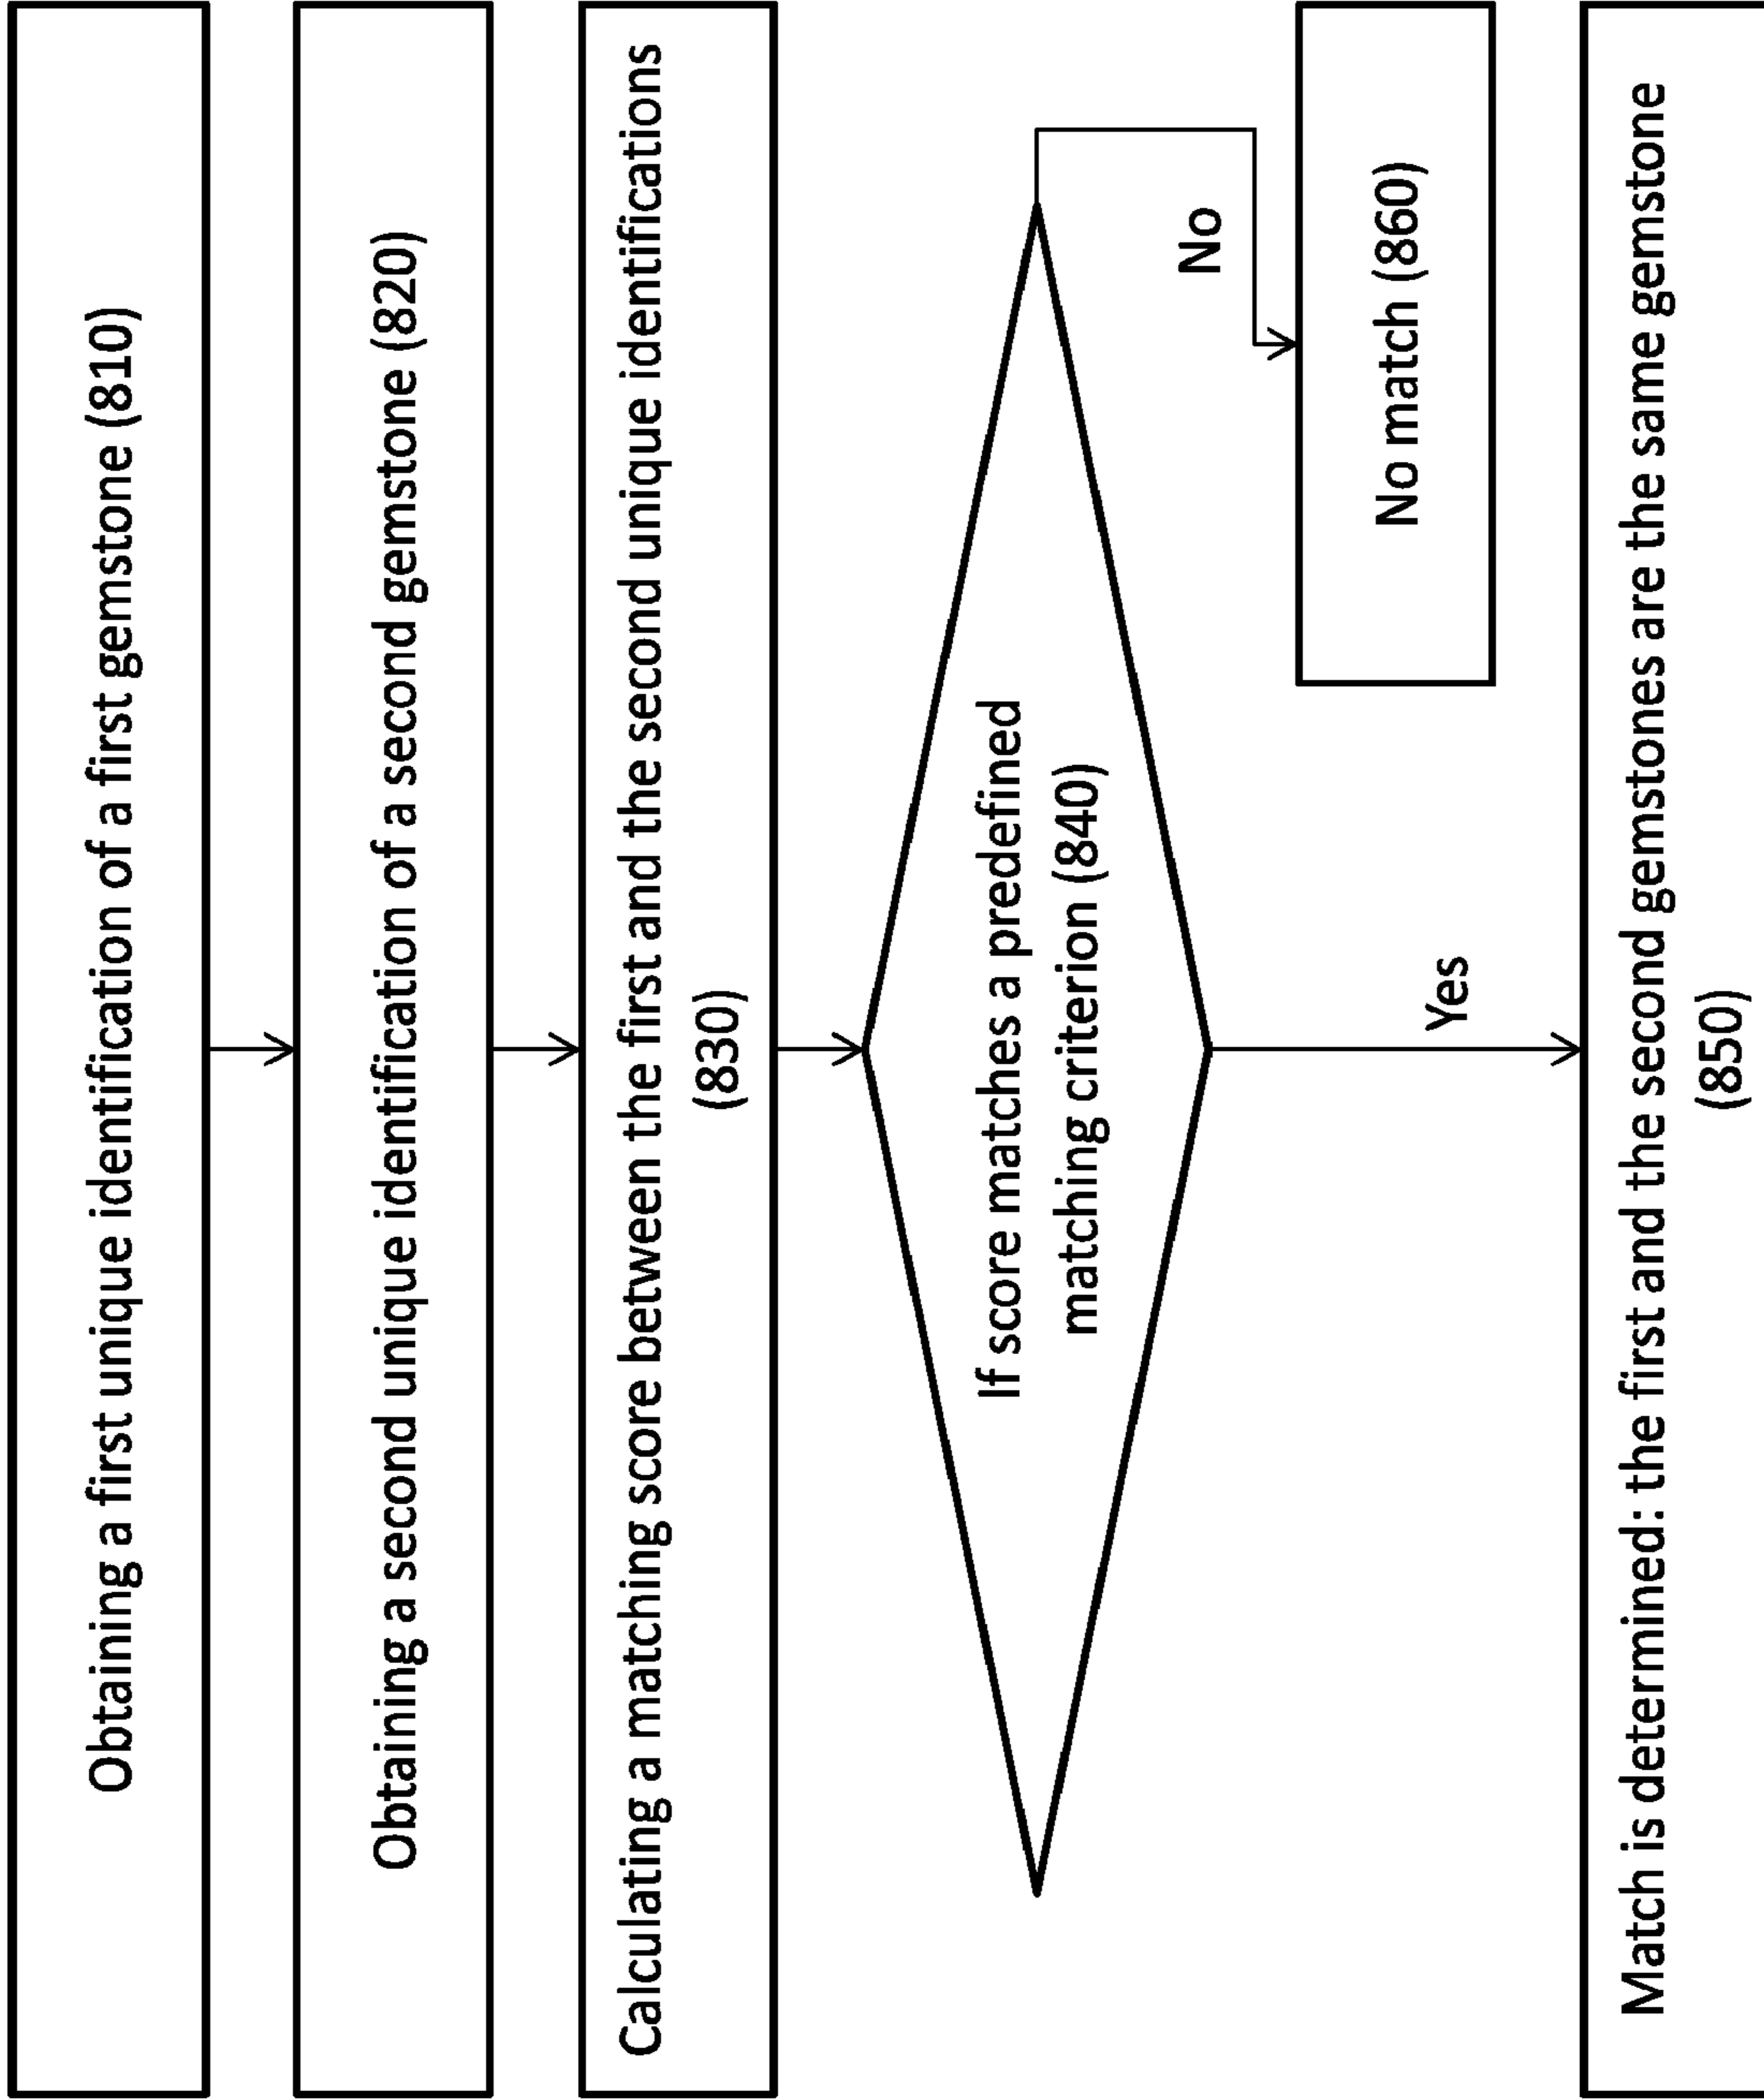 Obtaining a first unique identification of a first gemstone (810)
Obtaining a second unique identification of a second gemstone (820)
Calculating a matching score between the first and the second unique identifications
(830)
If score matches a predefined
matching criterion (840)
No
No match (860)
Yes
Match is determined: the first and the second gemstones are the same gemstone
(850)